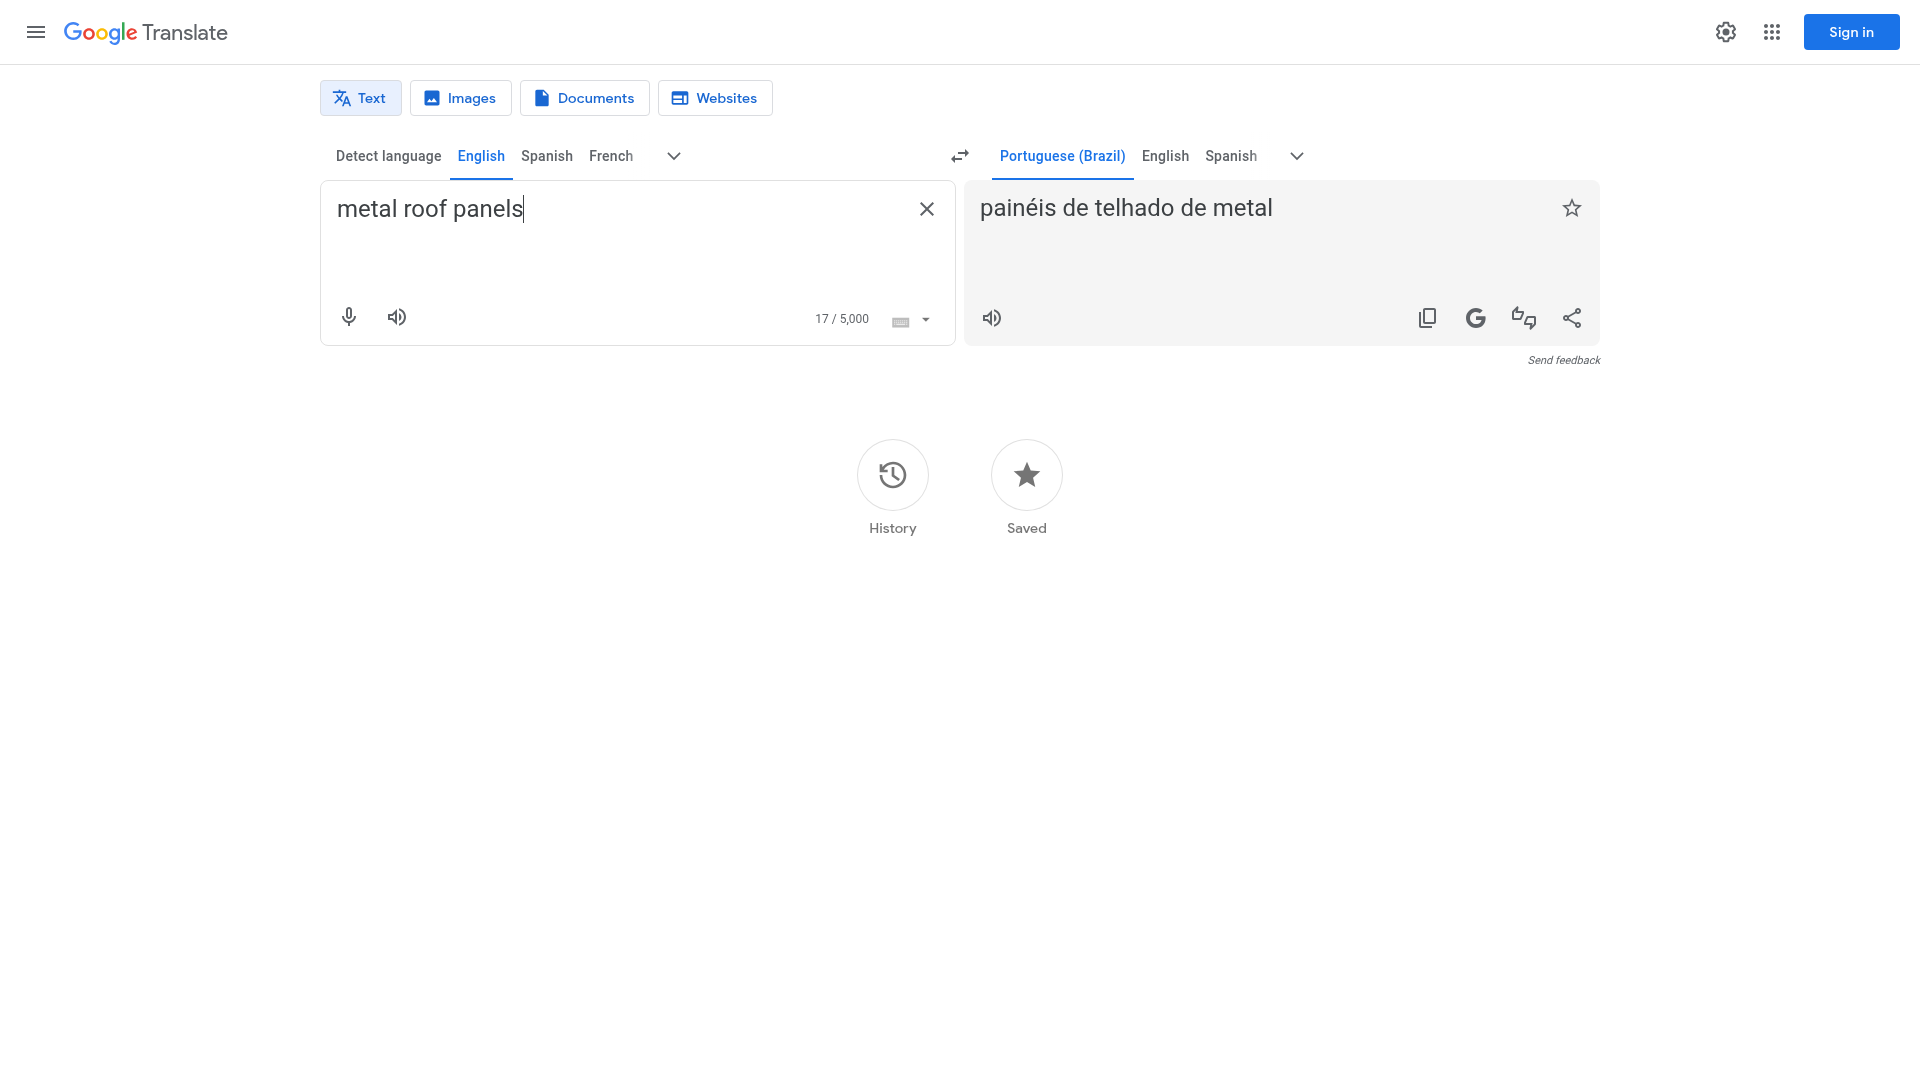 Google Translate
Sign in
Text
Images
Documents
Websites
Detect language
English
Spanish
French
Portuguese (Brazil)
English
Spanish
metal roof panels
painéis de telhado de metal
17 / 5,000
Send feedback
History
Saved